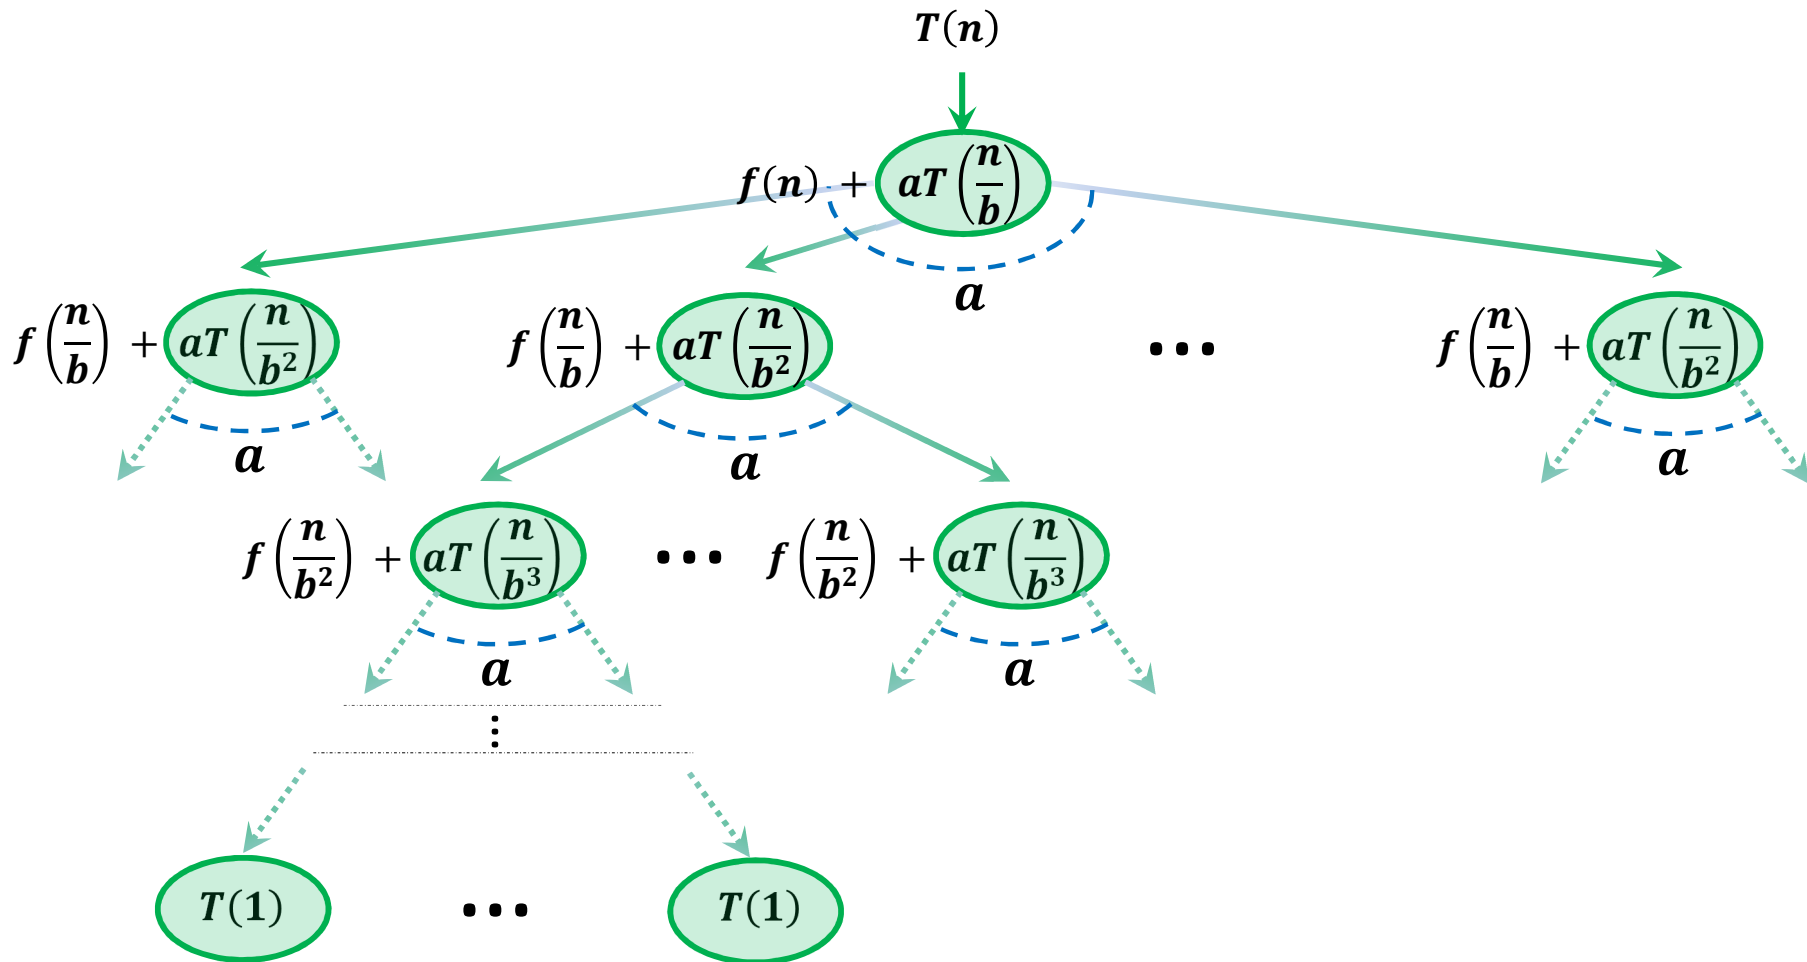 T(n)
f(n) + aT(n/b)
a
f(n/b) + aT(n/b²) f(n/b) + aT(n/b²) ••• f(n/b) + aT(n/b²)
a a a
f(n/b²) + aT(n/b³) ••• f(n/b²) + aT(n/b³)
a a
⋮
T(1) ••• T(1)